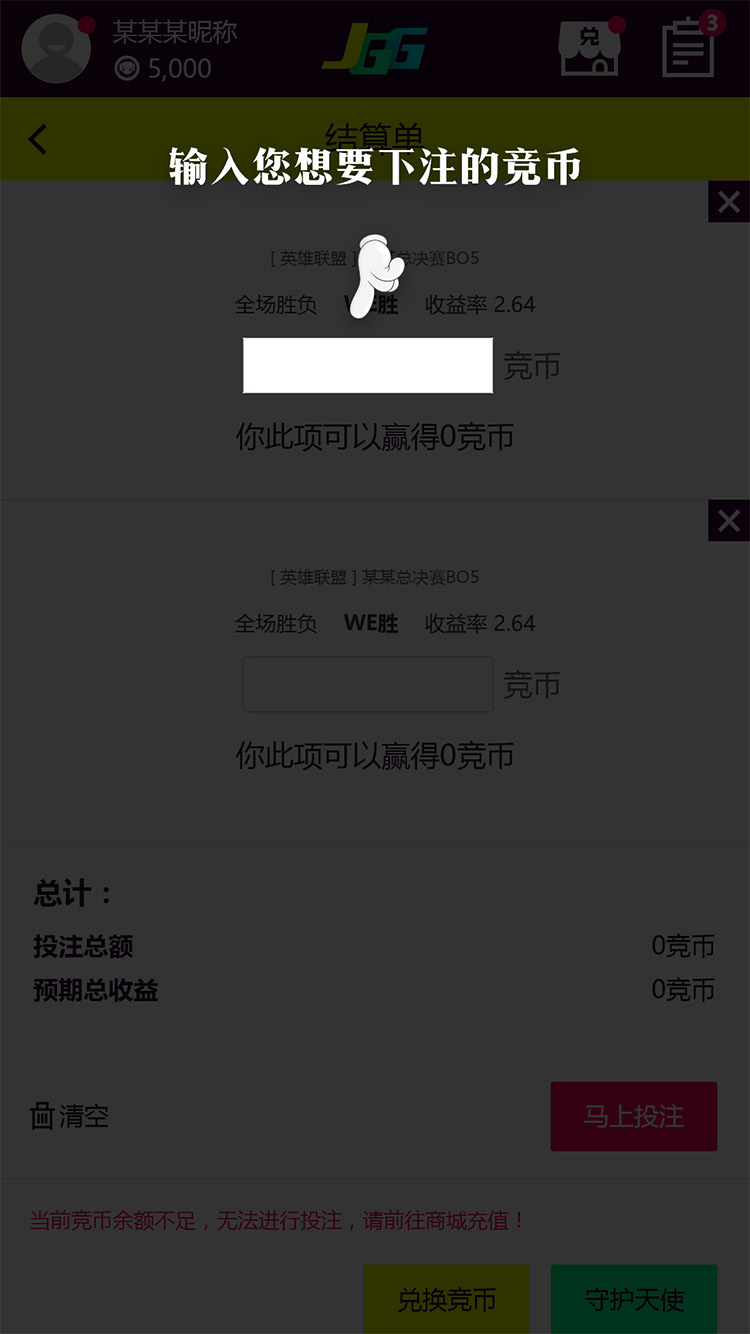 某某某昵称
5,000
JGG
兑
3
结算单
输入您想要下注的竞币
[ 英雄联盟 ] 总决赛BO5
全场胜负 WE胜 收益率 2.64
竞币
你此项可以赢得0竞币
[ 英雄联盟 ] 某某总决赛BO5
全场胜负 WE胜 收益率 2.64
竞币
你此项可以赢得0竞币
总计：
投注总额 0竞币
预期总收益 0竞币
清空 马上投注
当前竞币余额不足，无法进行投注，请前往商城充值！
兑换竞币 守护天使